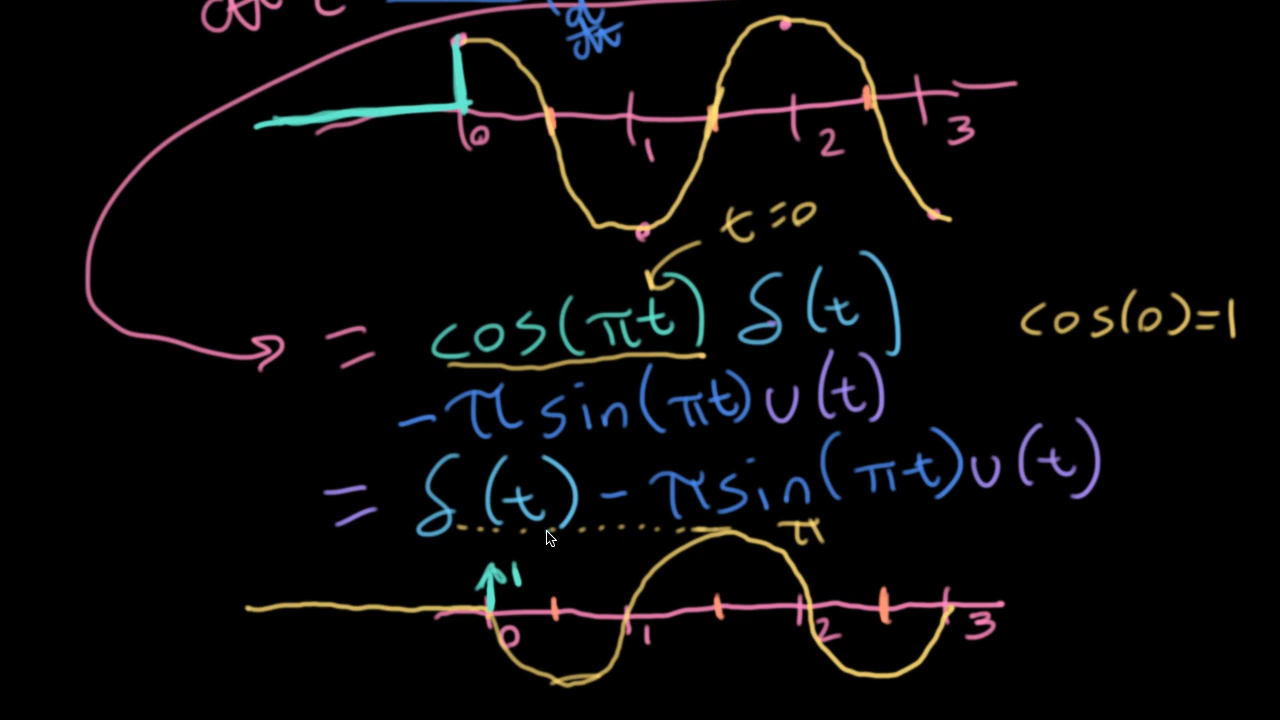 d/dt
0 1 2 3
t=0
= cos(πt) δ(t) cos(0)=1
-π sin(πt) u(t)
= δ(t) - π sin(πt) u(t)
π
1
0 1 2 3